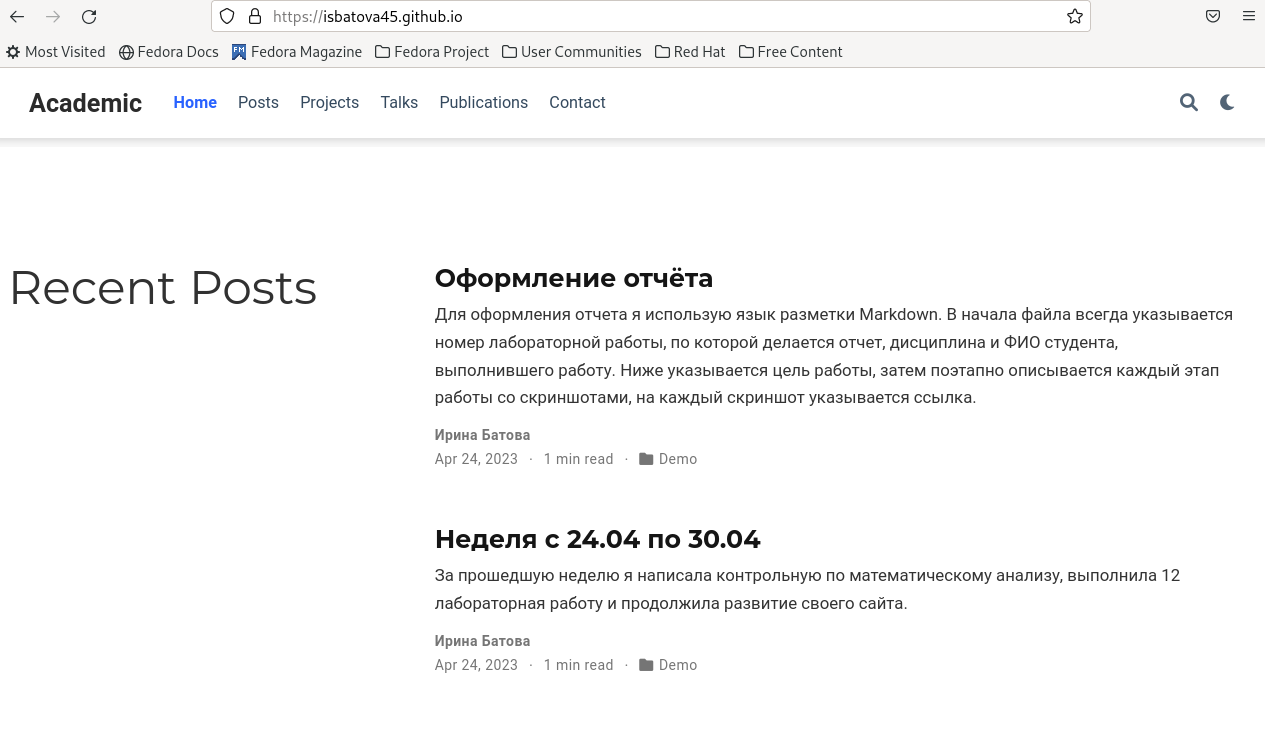 https://isbatova45.github.io
Most Visited Fedora Docs Fedora Magazine Fedora Project User Communities Red Hat Free Content
Academic Home Posts Projects Talks Publications Contact
Recent Posts
Оформление отчёта
Для оформления отчета я использую язык разметки Markdown. В начала файла всегда указывается
номер лабораторной работы, по которой делается отчет, дисциплина и ФИО студента,
выполнившего работу. Ниже указывается цель работы, затем поэтапно описывается каждый этап
работы со скриншотами, на каждый скриншот указывается ссылка.
Ирина Батова
Apr 24, 2023 · 1 min read · Demo
Неделя с 24.04 по 30.04
За прошедшую неделю я написала контрольную по математическому анализу, выполнила 12
лабораторная работу и продолжила развитие своего сайта.
Ирина Батова
Apr 24, 2023 · 1 min read · Demo